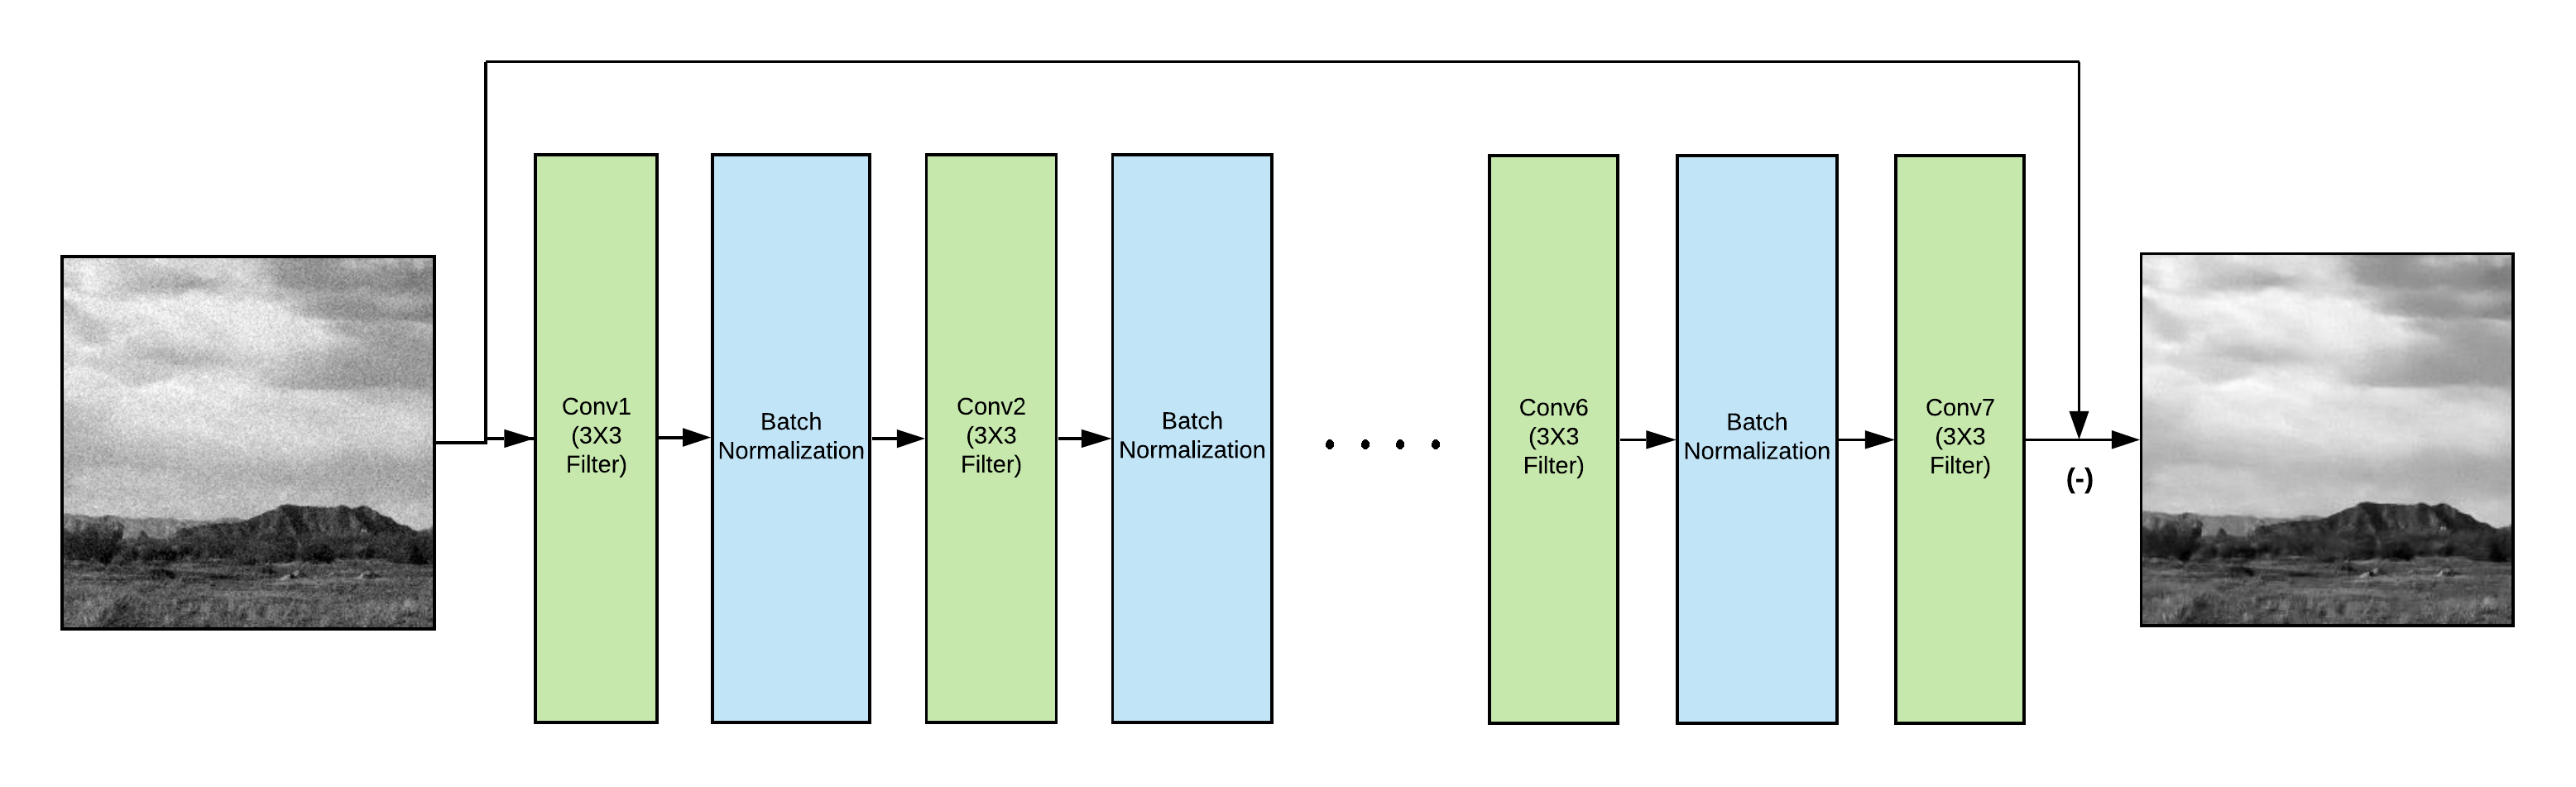 Conv1
(3X3
Filter)
Batch
Normalization
Conv2
(3X3
Filter)
Batch
Normalization
Conv6
(3X3
Filter)
Batch
Normalization
Conv7
(3X3
Filter)
(-)